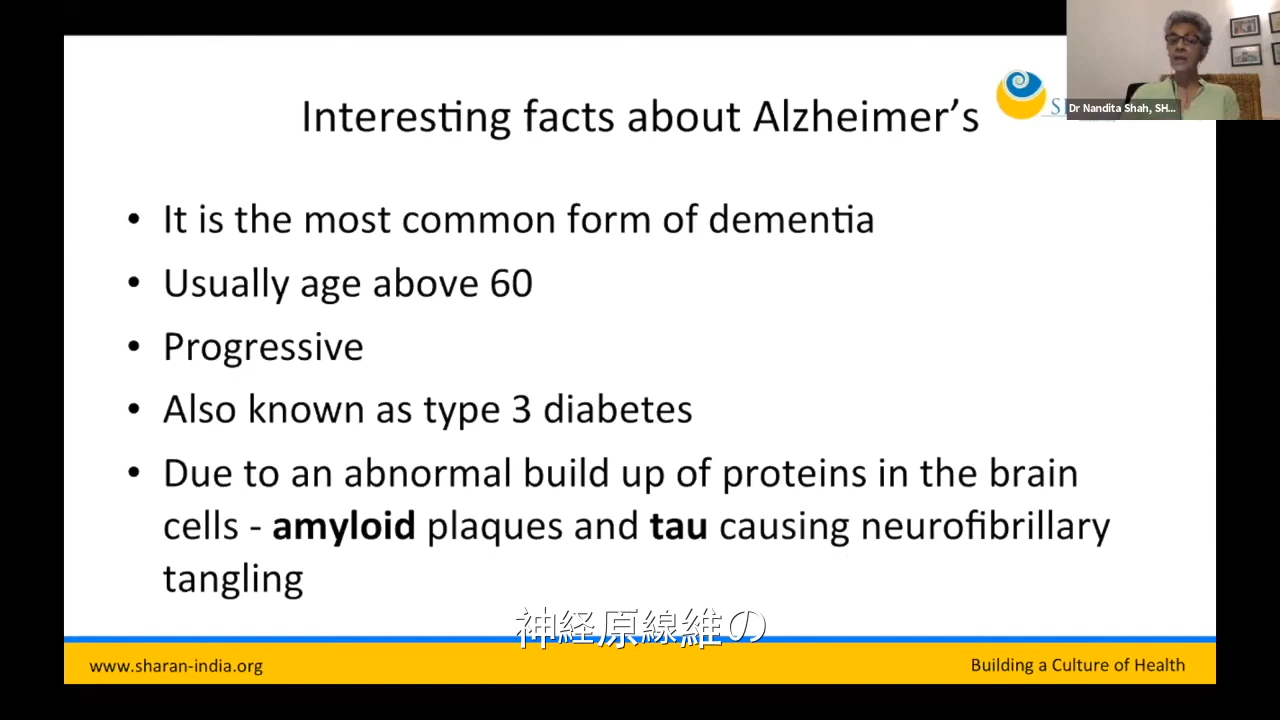 Interesting facts about Alzheimer's
Dr Nandita Shah, SH...
• It is the most common form of dementia
• Usually age above 60
• Progressive
• Also known as type 3 diabetes
• Due to an abnormal build up of proteins in the brain
cells - amyloid plaques and tau causing neurofibrillary
tangling
神経原線維の
www.sharan-india.org
Building a Culture of Health